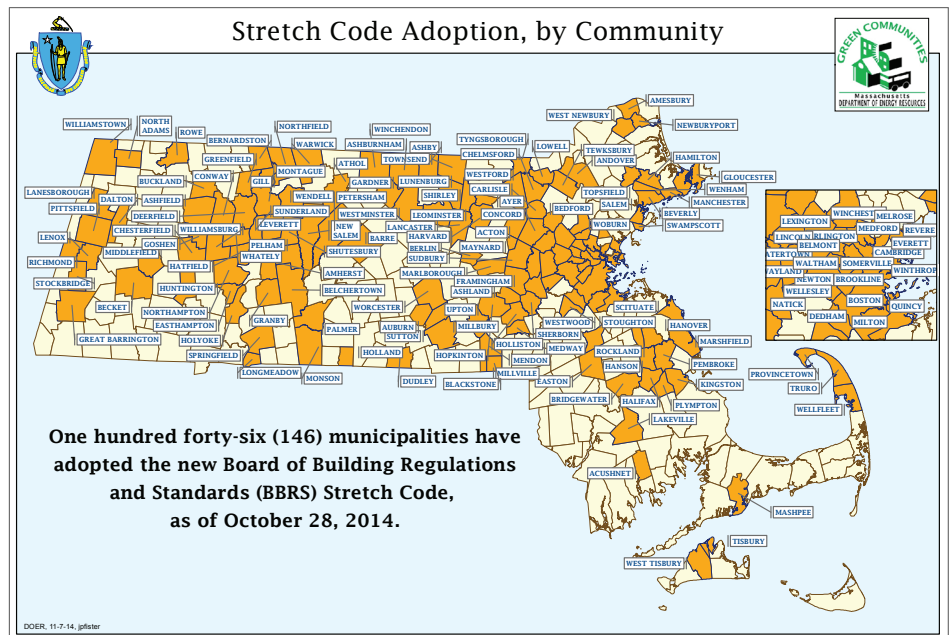 Stretch Code Adoption, by Community
GREEN COMMUNITIES
Massachusetts
DEPARTMENT OF ENERGY RESOURCES
WILLIAMSTOWN
NORTH
ADAMS
ROWE
BERNARDSTON
NORTHFIELD
WARWICK
WINCHENDON
ASHBURNHAM
ASHBY
TOWNSEND
TYNGSBOROUGH
CHELMSFORD
LOWELL
WEST NEWBURY
AMESBURY
NEWBURYPORT
TEWKSBURY
ANDOVER
HAMILTON
GLOUCESTER
WENHAM
MANCHESTER
BEVERLY
SWAMPSCOTT
TOPSFIELD
SALEM
BEDFORD
WOBURN
GREENFIELD
MONTAGUE
ATHOL
BUCKLAND
CONWAY
GILL
GARDNER
LUNENBURG
WESTFORD
LANESBOROUGH
DALTON
ASHFIELD
WENDELL
PETERSHAM
SHIRLEY
CARLISLE
AYER
PITTSFIELD
DEERFIELD
SUNDERLAND
WESTMINSTER
LEOMINSTER
CONCORD
CHESTERFIELD
WILLIAMSBURG
LEVERETT
NEW
SALEM
LANCASTER
HARVARD
ACTON
LENOX
GOSHEN
PELHAM
BARRE
BERLIN
MAYNARD
MIDDLEFIELD
WHATELY
SHUTESBURY
SUDBURY
RICHMOND
HATFIELD
AMHERST
MARLBOROUGH
FRAMINGHAM
STOCKBRIDGE
HUNTINGTON
BELCHERTOWN
ASHLAND
BECKET
NORTHAMPTON
WORCESTER
UPTON
EASTHAMPTON
GRANBY
AUBURN
MILLBURY
GREAT BARRINGTON
HOLYOKE
PALMER
SUTTON
HOLLISTON
SPRINGFIELD
HOLLAND
HOPKINTON
MENDON
LONGMEADOW
MONSON
DUDLEY
BLACKSTONE
MILLVILLE
WESTWOOD
SHERBORN
MEDWAY
SCITUATE
STOUGHTON
HANOVER
MARSHFIELD
ROCKLAND
HANSON
PEMBROKE
EASTON
KINGSTON
BRIDGEWATER
HALIFAX
PLYMPTON
LAKEVILLE
ACUSHNET
MASHPEE
TISBURY
WEST TISBURY
PROVINCETOWN
TRURO
WELLFLEET
LEXINGTON
WINCHEST
MELROSE
MEDFORD
REVERE
LINCOLN
RLINGTON
EVERETT
BELMONT
CAMBRIDGE
ATERTOWN
WALTHAM
SOMERVILLE
WINTHROP
AYLAND
NEWTON
BROOKLINE
WELLESLEY
NATICK
BOSTON
QUINCY
DEDHAM
MILTON
One hundred forty-six (146) municipalities have
adopted the new Board of Building Regulations
and Standards (BBRS) Stretch Code,
as of October 28, 2014.
DOER, 11-7-14, jpfister